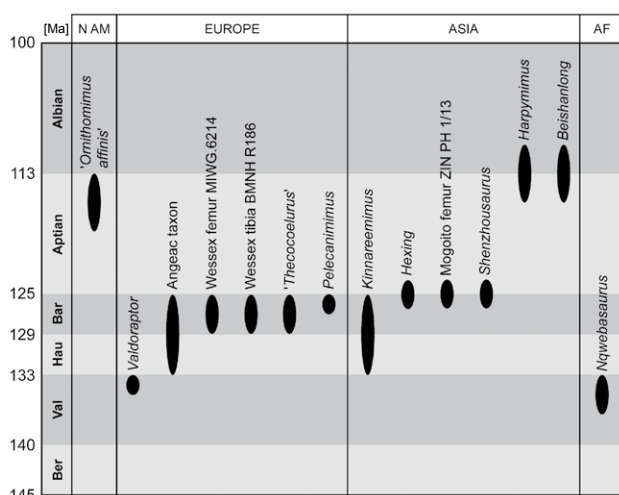 [Ma] N AM EUROPE ASIA AF
100
Albian
113
Aptian
125
Bar
129
Hau
133
Val
140
Ber
145
'Ornithomimus
affinis'
Valdoraptor
Angeac taxon
Wessex femur MIWG.6214
Wessex tibia BMNH R186
'Thecocoelurus'
Pelecanimimus
Kinnareemimus
Hexing
Mogoito femur ZIN PH 1/13
Shenzhousaurus
Harpymimus
Beishanlong
Nqwebasaurus